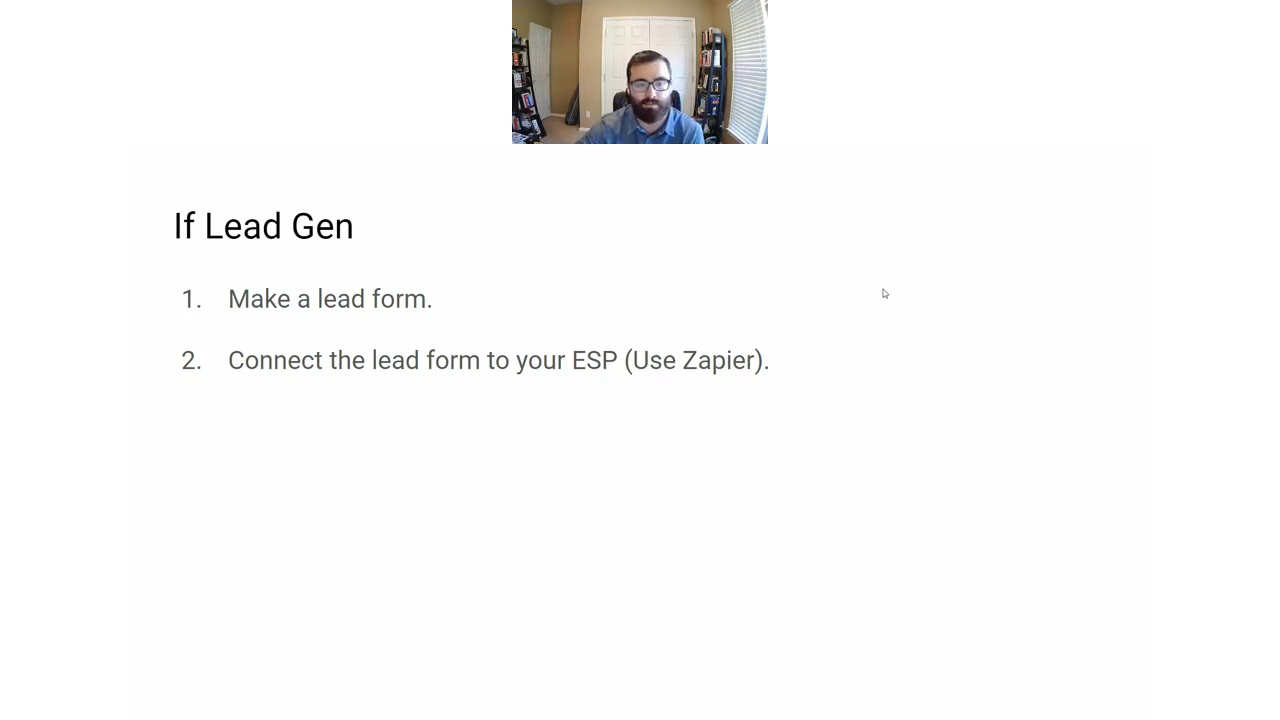 If Lead Gen
1. Make a lead form.
2. Connect the lead form to your ESP (Use Zapier).